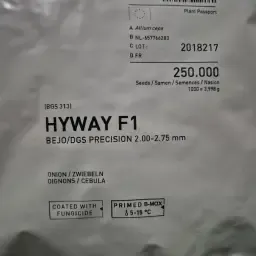 Plant Passport
A Allium cepa
B NL-
C LOT:
2018217
D FR
250.000
Seeds / Samen / Semences / Nasion
[BGS 313]
HYWAY F1
BEJO/DGS PRECISION 2.00-2.75 mm
ONION / ZWIEBELN
OIGNONS / CEBULA
COATED WITH
FUNGICIDE
PRIMED B-MOX
5-15 °C